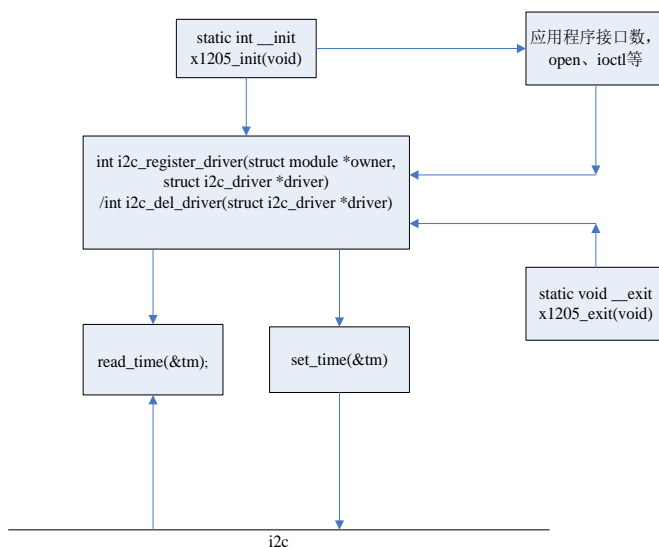 static int __init
x1205_init(void)
应用程序接口数，
open、ioctl等
int i2c_register_driver(struct module *owner,
struct i2c_driver *driver)
/int i2c_del_driver(struct i2c_driver *driver)
static void __exit
x1205_exit(void)
read_time(&tm);
set_time(&tm)
i2c